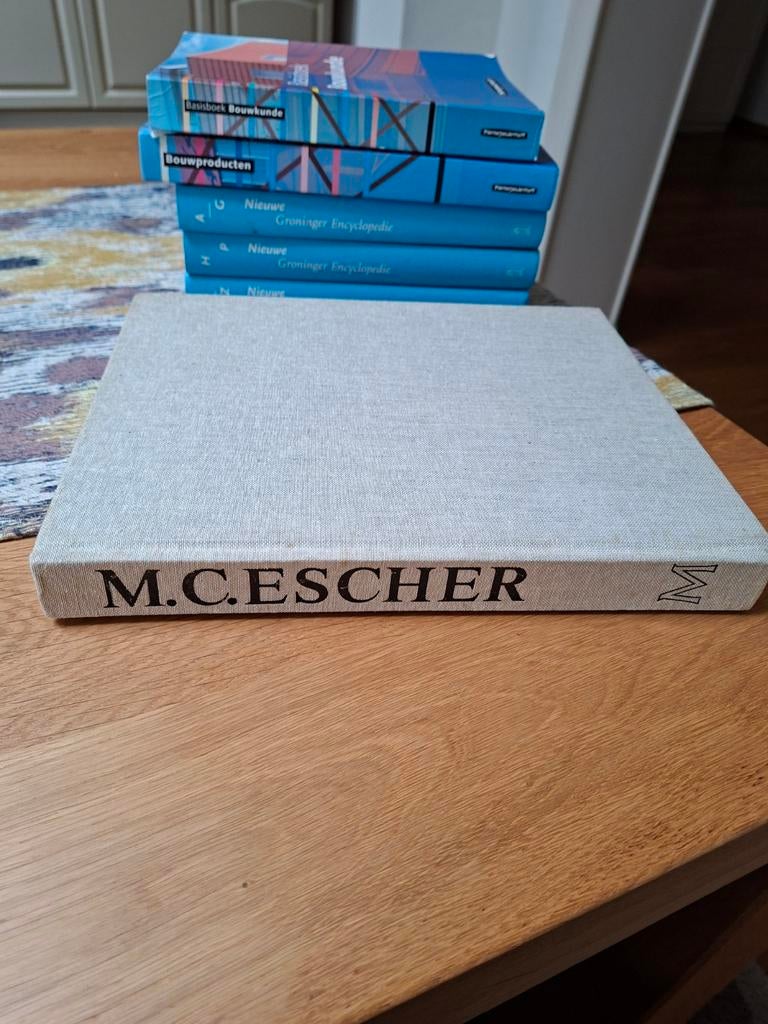 Basisboek Bouwkunde
Bouwproducten
A
G
Nieuwe
Groninger Encyclopedie
H
P
Nieuwe
Groninger Encyclopedie
Z
Nieuwe
M.C.ESCHER
M